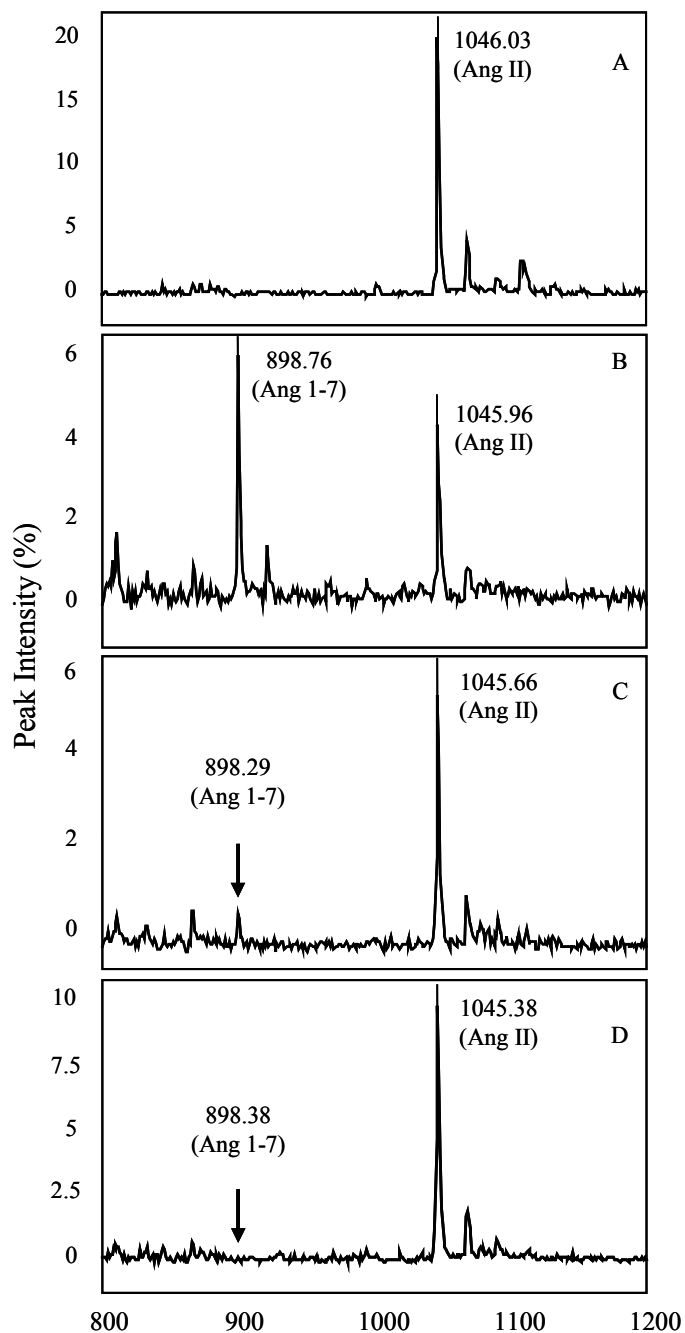 20
15
10
5
0
1046.03
(Ang II)
A
6
4
2
0
898.76
(Ang 1-7)
1045.96
(Ang II)
B
Peak Intensity (%)
6
4
2
0
898.29
(Ang 1-7)
1045.66
(Ang II)
C
10
7.5
5
2.5
0
898.38
(Ang 1-7)
1045.38
(Ang II)
D
800 900 1000 1100 1200